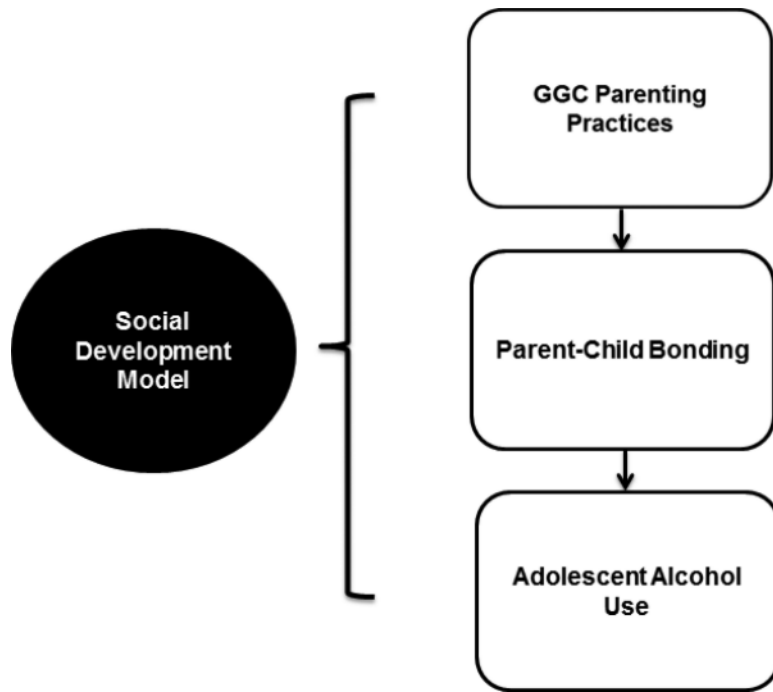 Social
Development
Model
GGC Parenting
Practices
Parent-Child Bonding
Adolescent Alcohol
Use